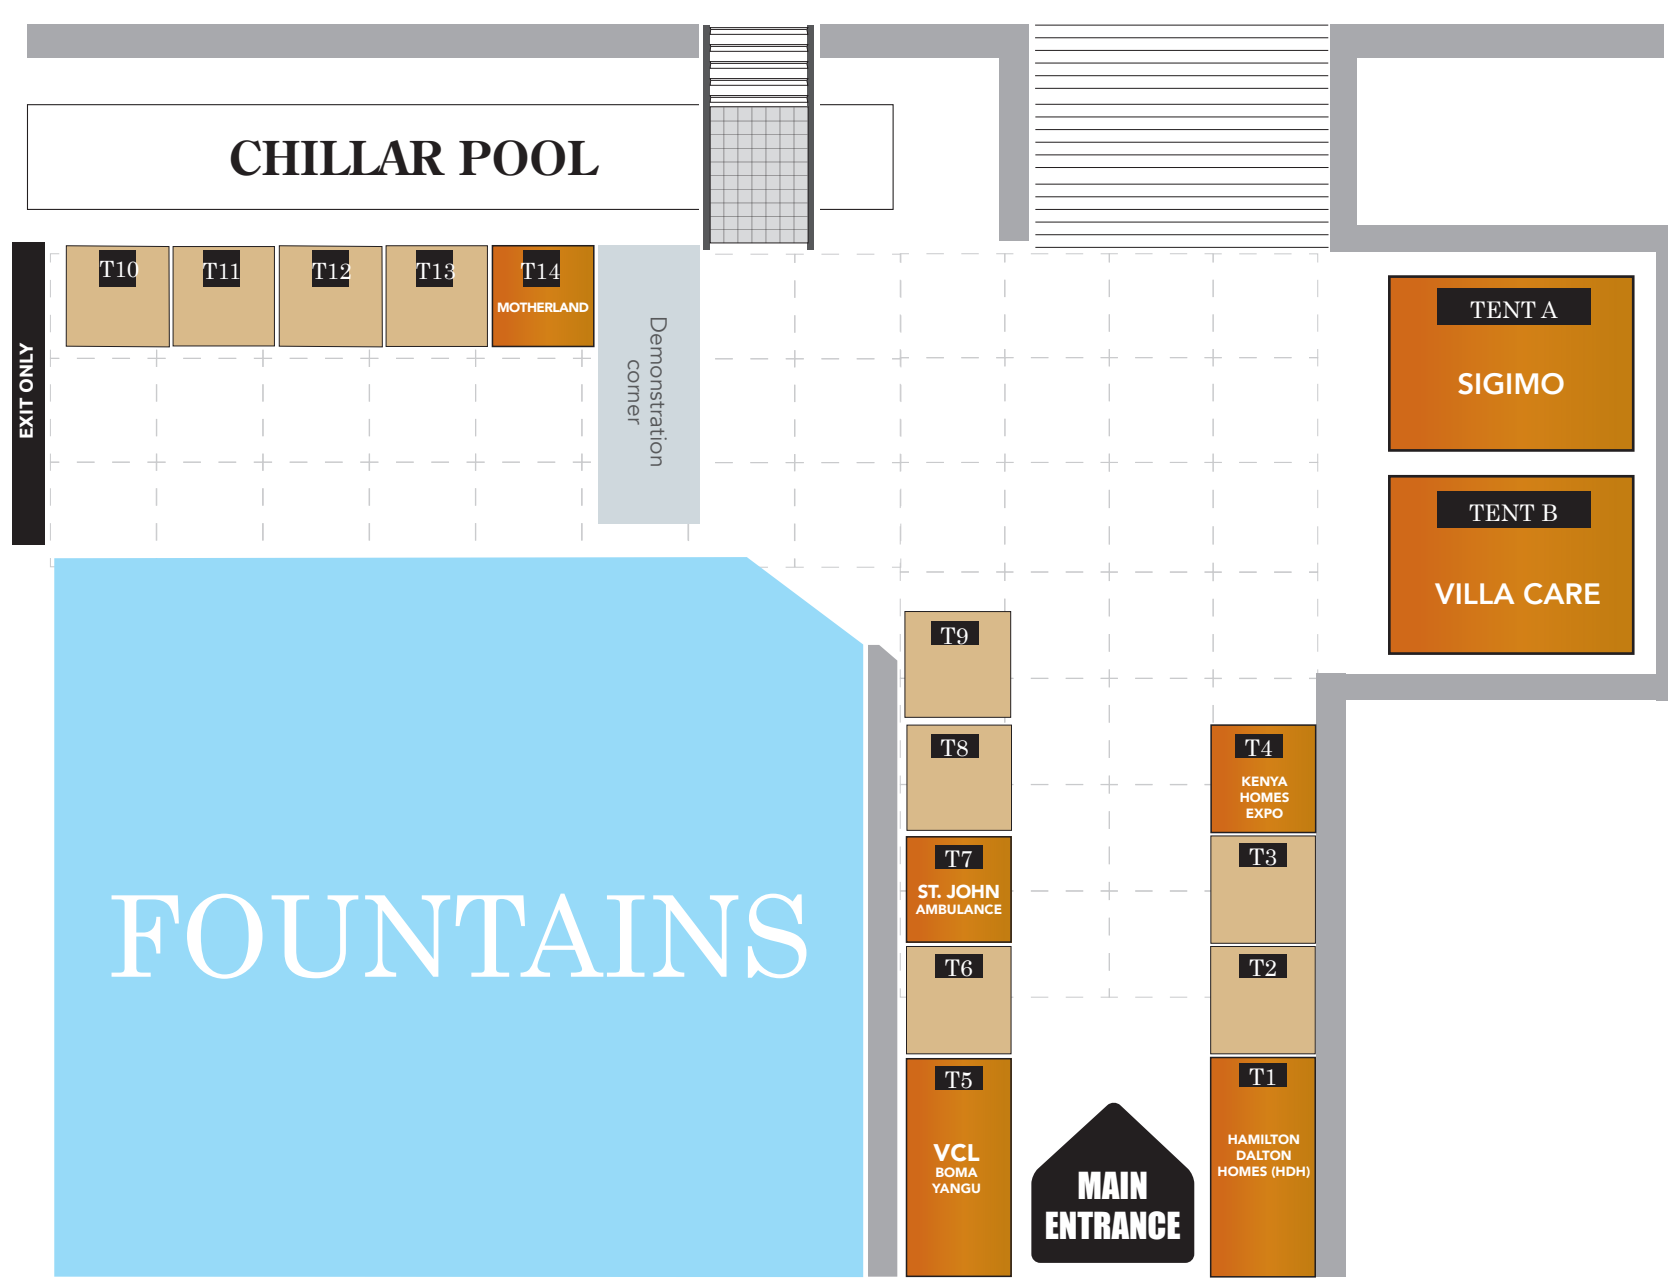 CHILLAR POOL
T10
T11
T12
T13
T14
MOTHERLAND
Demonstration
corner
EXIT ONLY
TENT A
SIGIMO
TENT B
VILLA CARE
T9
T8
T4
KENYA
HOMES
EXPO
T7
ST. JOHN
AMBULANCE
T3
FOUNTAINS
T6
T2
T5
VCL
BOMA
YANGU
T1
HAMILTON
DALTON
HOMES (HDH)
MAIN
ENTRANCE